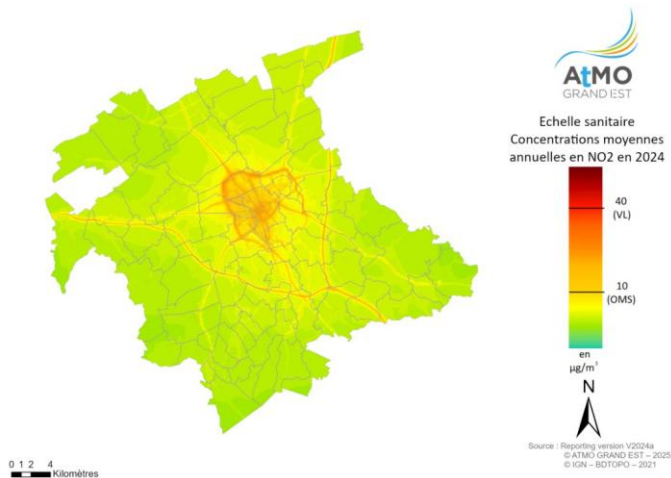 AtMO
GRAND EST
Echelle sanitaire
Concentrations moyennes
annuelles en NO2 en 2024
40
(VL)
10
(OMS)
en
µg/m³
N
0 1 2 4
Kilomètres
Source : Reporting version V2024a
© ATMO GRAND EST – 2025
© IGN – BDTOPO – 2021